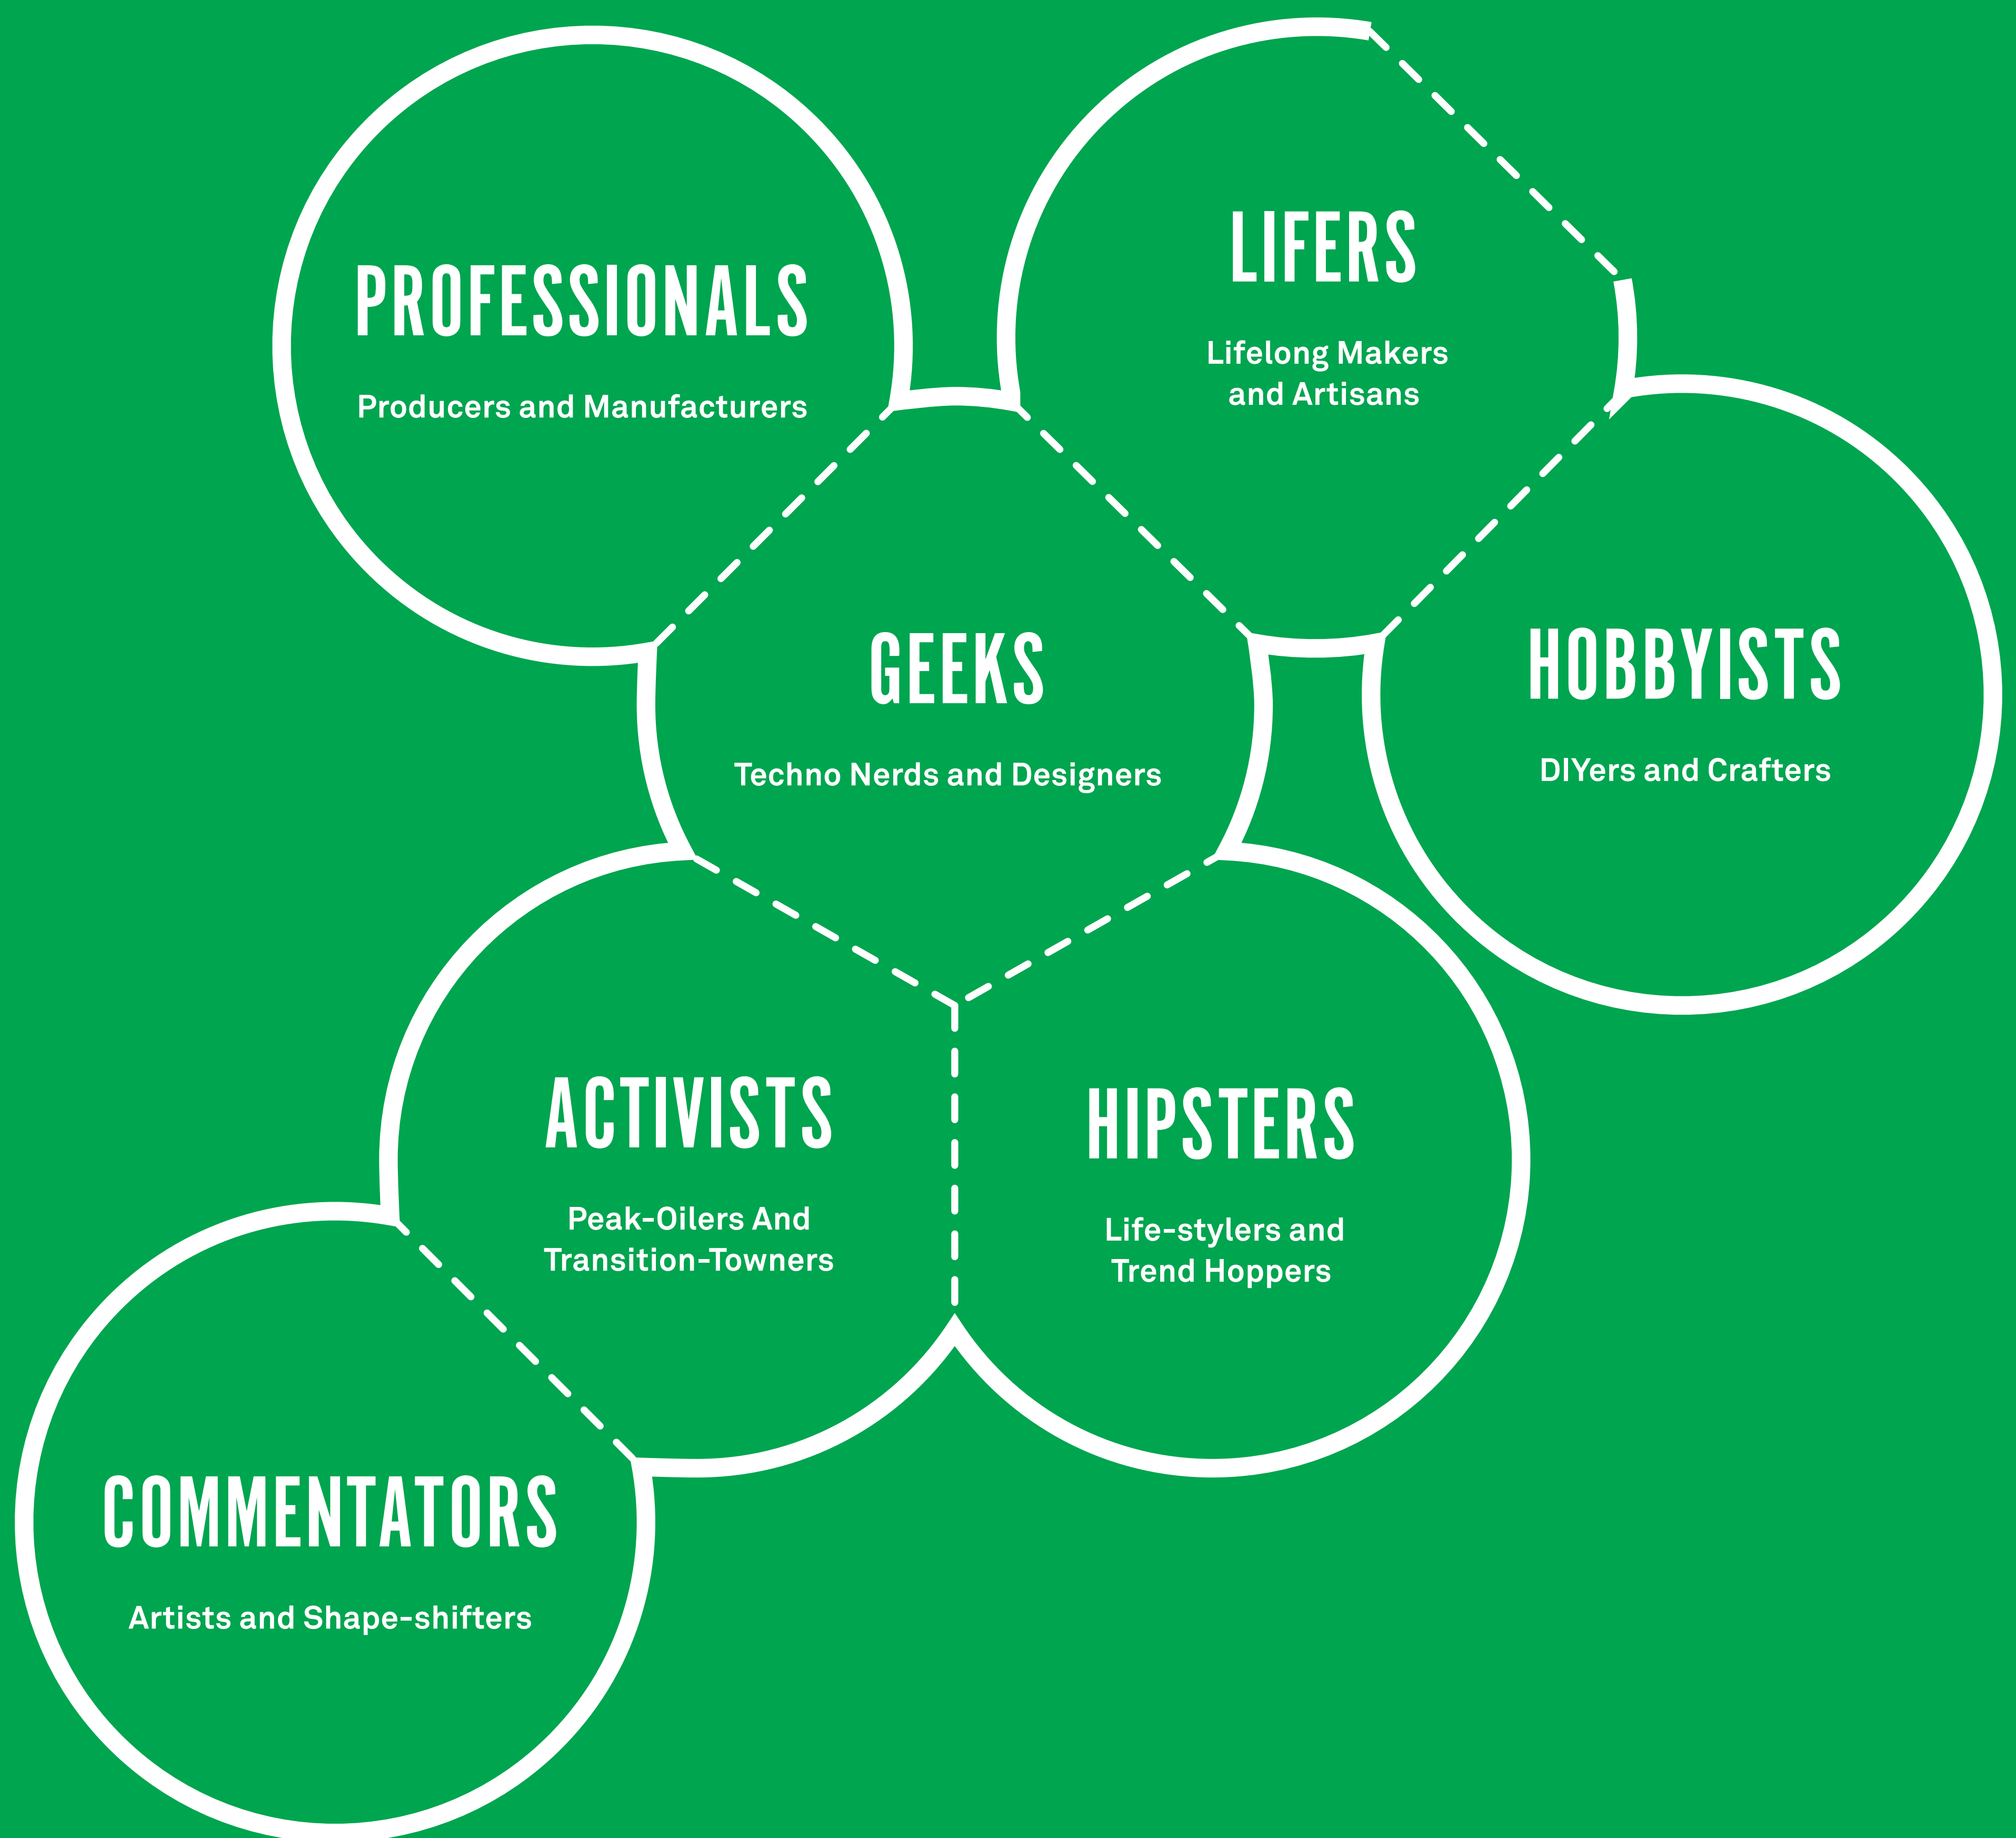 PROFESSIONALS
Producers and Manufacturers
LIFERS
Lifelong Makers
and Artisans
GEEKS
Techno Nerds and Designers
HOBBYISTS
DIYers and Crafters
ACTIVISTS
Peak-Oilers And
Transition-Towners
HIPSTERS
Life-stylers and
Trend Hoppers
COMMENTATORS
Artists and Shape-shifters